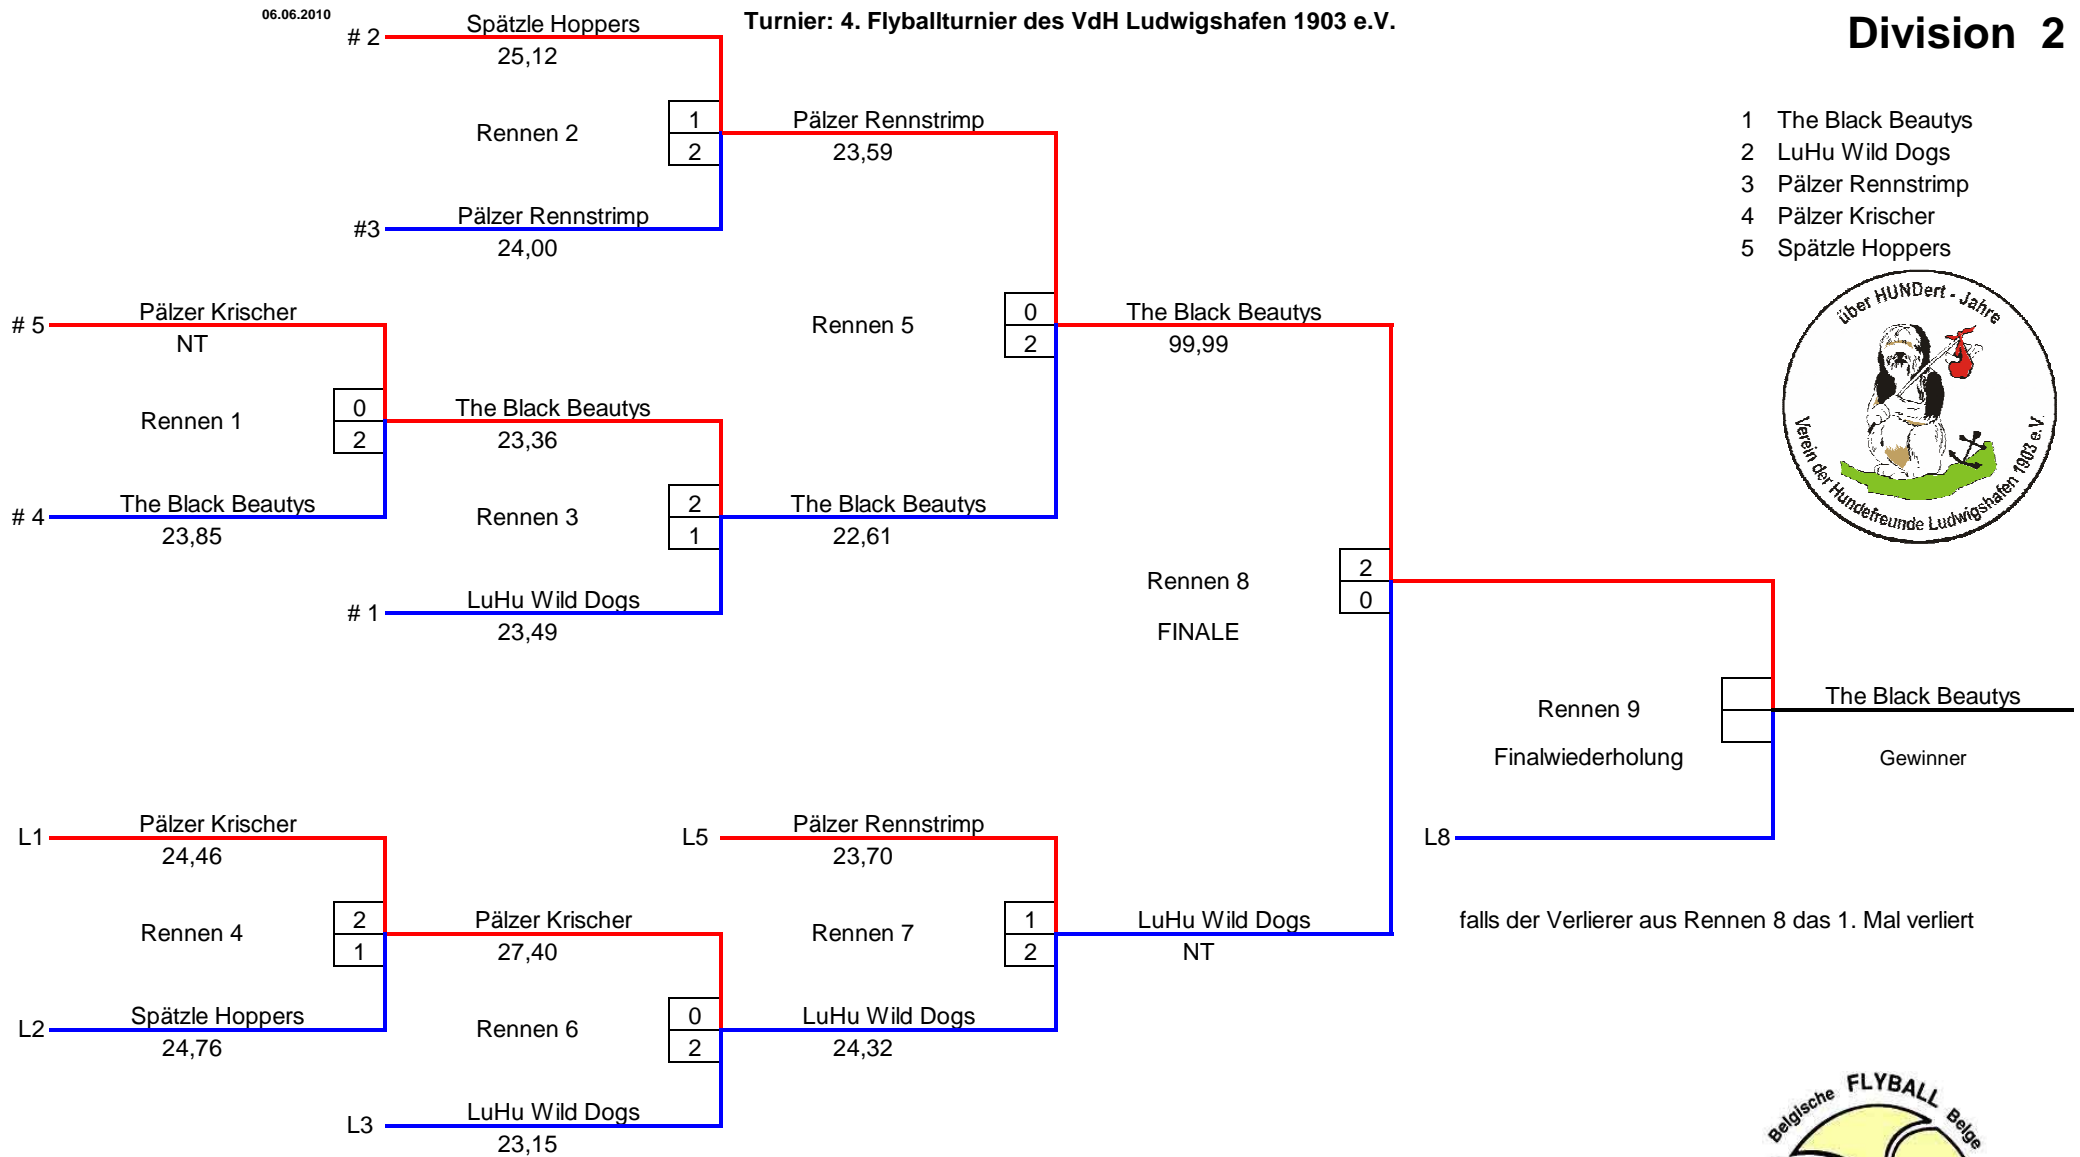 06.06.2010
Turnier: 4. Flyballturnier des VdH Ludwigshafen 1903 e.V.
Division 2
# 2
Spätzle Hoppers
25,12
Rennen 2
1
2
#3
Pälzer Rennstrimp
24,00
Pälzer Rennstrimp
23,59
1 The Black Beautys
2 LuHu Wild Dogs
3 Pälzer Rennstrimp
4 Pälzer Krischer
5 Spätzle Hoppers
über HUNDert - Jahre
Verein der Hundefreunde Ludwigshafen 1903 e.V.
# 5
Pälzer Krischer
NT
Rennen 1
0
2
# 4
The Black Beautys
23,85
The Black Beautys
23,36
Rennen 3
2
1
# 1
LuHu Wild Dogs
23,49
Rennen 5
0
2
The Black Beautys
22,61
The Black Beautys
99,99
Rennen 8
FINALE
2
0
Rennen 9
Finalwiederholung
The Black Beautys
Gewinner
L8
falls der Verlierer aus Rennen 8 das 1. Mal verliert
L1
Pälzer Krischer
24,46
Rennen 4
2
1
L2
Spätzle Hoppers
24,76
Pälzer Krischer
27,40
Rennen 6
0
2
L3
LuHu Wild Dogs
23,15
L5
Pälzer Rennstrimp
23,70
Rennen 7
1
2
LuHu Wild Dogs
24,32
LuHu Wild Dogs
NT
Belgische FLYBALL Belge